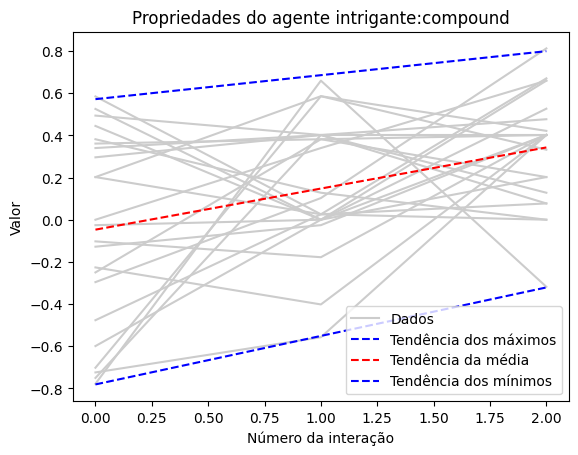 Propriedades do agente intrigante:compound
Valor
0.8
0.6
0.4
0.2
0.0
−0.2
−0.4
−0.6
−0.8
Dados
Tendência dos máximos
Tendência da média
Tendência dos mínimos
0.00 0.25 0.50 0.75 1.00 1.25 1.50 1.75 2.00
Número da interação